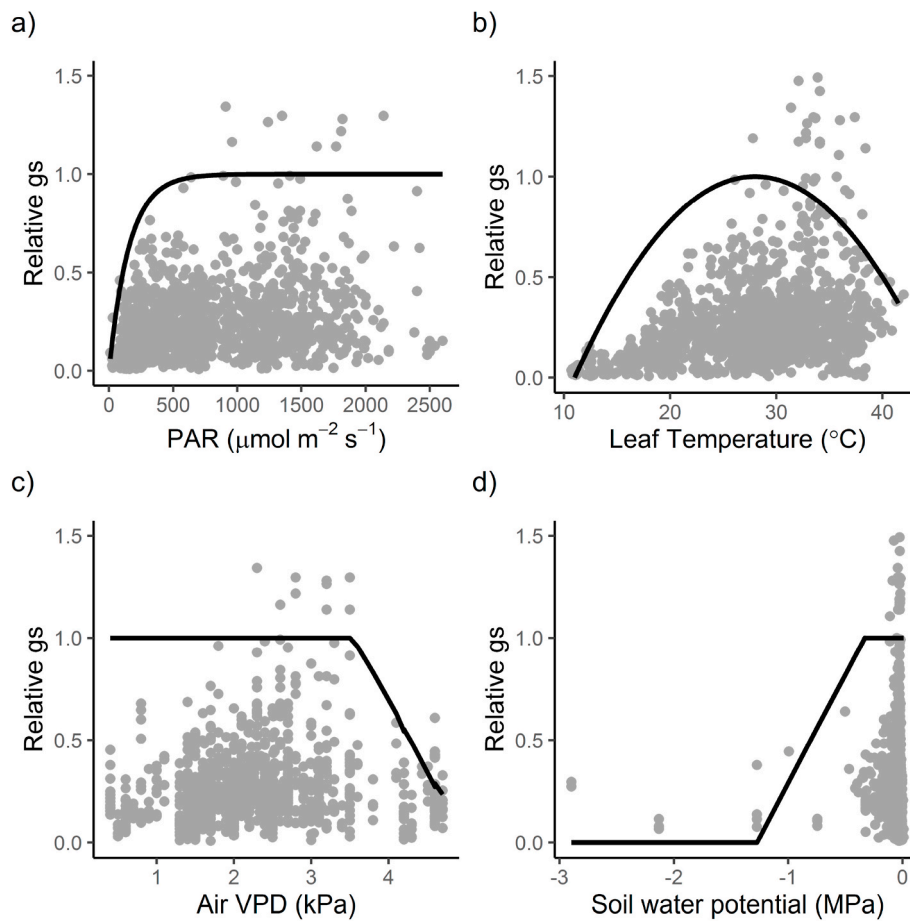 a)
Relative gs
1.5
1.0
0.5
0.0
0 500 1000 1500 2000 2500
PAR (μmol m⁻² s⁻¹)
b)
Relative gs
1.5
1.0
0.5
0.0
10 20 30 40
Leaf Temperature (°C)
c)
Relative gs
1.5
1.0
0.5
0.0
1 2 3 4
Air VPD (kPa)
d)
Relative gs
1.5
1.0
0.5
0.0
-3 -2 -1 0
Soil water potential (MPa)